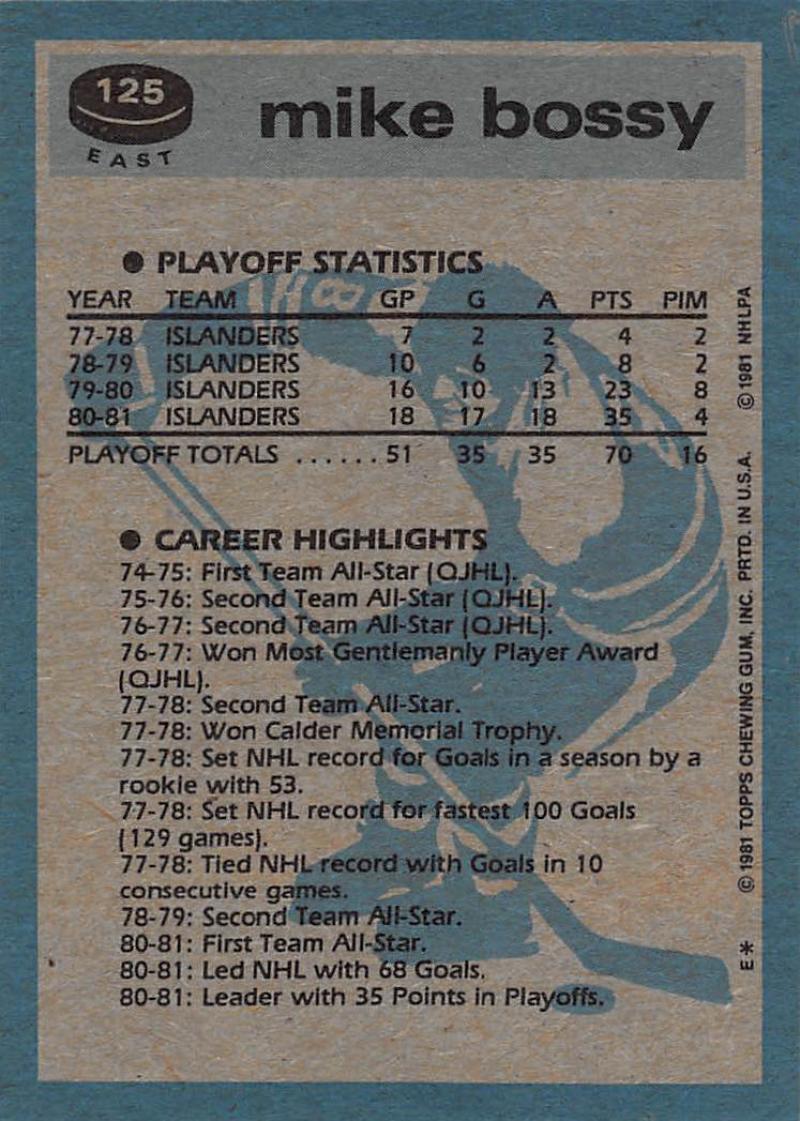 125
EAST
mike bossy
● PLAYOFF STATISTICS
YEAR TEAM GP G A PTS PIM
77-78 ISLANDERS 7 2 2 4 2
78-79 ISLANDERS 10 6 2 8 2
79-80 ISLANDERS 16 10 13 23 8
80-81 ISLANDERS 18 17 18 35 4
PLAYOFF TOTALS ...... 51 35 35 70 16
● CAREER HIGHLIGHTS
74-75: First Team All-Star (QJHL).
75-76: Second Team All-Star (QJHL).
76-77: Second Team All-Star (QJHL).
76-77: Won Most Gentlemanly Player Award
(QJHL).
77-78: Second Team All-Star.
77-78: Won Calder Memorial Trophy.
77-78: Set NHL record for Goals in a season by a
rookie with 53.
77-78: Set NHL record for fastest 100 Goals
(129 games).
77-78: Tied NHL record with Goals in 10
consecutive games.
78-79: Second Team All-Star.
80-81: First Team All-Star.
80-81: Led NHL with 68 Goals.
80-81: Leader with 35 Points in Playoffs.
E* © 1981 TOPPS CHEWING GUM, INC. PRTD. IN U.S.A. © 1981 NHLPA